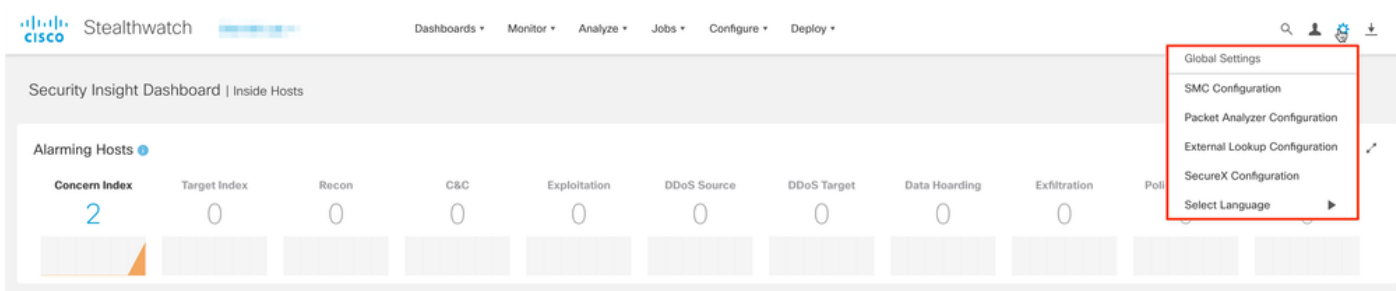 CISCO Stealthwatch Dashboards Monitor Analyze Jobs Configure Deploy
Global Settings
SMC Configuration
Packet Analyzer Configuration
External Lookup Configuration
SecureX Configuration
Select Language
Security Insight Dashboard | Inside Hosts
Alarming Hosts
Concern Index Target Index Recon C&C Exploitation DDoS Source DDoS Target Data Hoarding Exfiltration
2 0 0 0 0 0 0 0 0